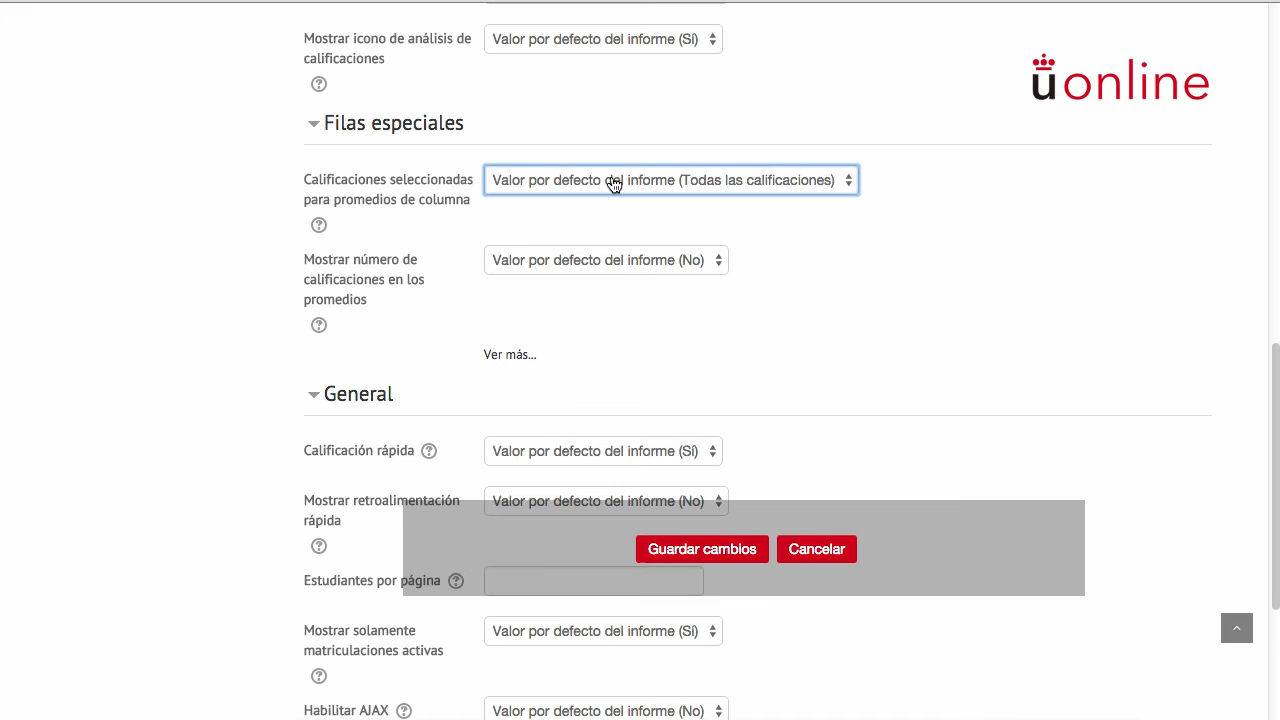 Mostrar icono de análisis de
calificaciones
Valor por defecto del informe (Sí)
uonline
Filas especiales
Calificaciones seleccionadas
para promedios de columna
Valor por defecto del informe (Todas las calificaciones)
Mostrar número de
calificaciones en los
promedios
Valor por defecto del informe (No)
Ver más...
General
Calificación rápida
Valor por defecto del informe (Sí)
Mostrar retroalimentación
rápida
Valor por defecto del informe (No)
Guardar cambios
Cancelar
Estudiantes por página
Mostrar solamente
matriculaciones activas
Valor por defecto del informe (Sí)
Habilitar AJAX
Valor por defecto del informe (No)